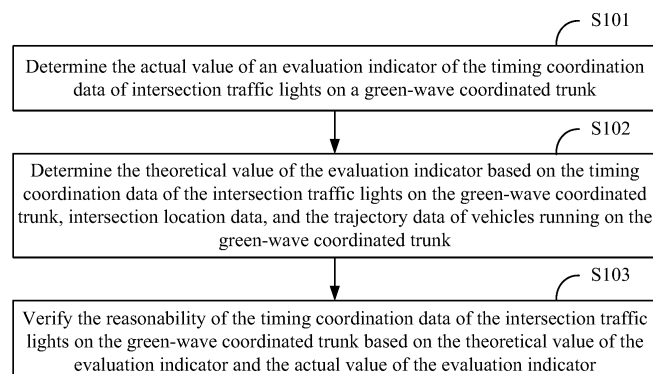 S101
Determine the actual value of an evaluation indicator of the timing coordination
data of intersection traffic lights on a green-wave coordinated trunk
S102
Determine the theoretical value of the evaluation indicator based on the timing
coordination data of the intersection traffic lights on the green-wave coordinated
trunk, intersection location data, and the trajectory data of vehicles running on the
green-wave coordinated trunk
S103
Verify the reasonability of the timing coordination data of the intersection traffic
lights on the green-wave coordinated trunk based on the theoretical value of the
evaluation indicator and the actual value of the evaluation indicator